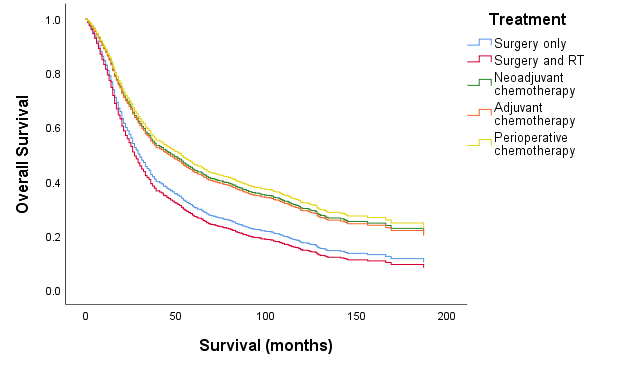 Treatment
Surgery only
Surgery and RT
Neoadjuvant
chemotherapy
Adjuvant
chemotherapy
Perioperative
chemotherapy
Overall Survival
1.0
0.8
0.6
0.4
0.2
0.0
0 50 100 150 200
Survival (months)